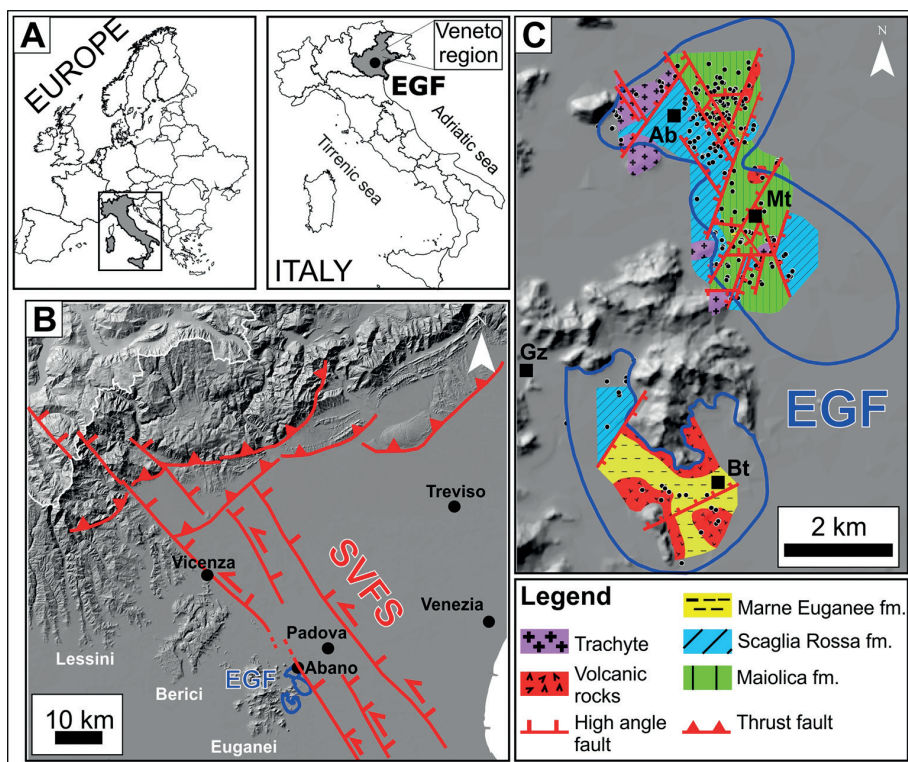 A
EUROPE
Veneto
region
EGF
Adriatic sea
Tirrenic sea
ITALY
B
N
Treviso
Vicenza
SVFS
Venezia
Padova
Lessini
Abano
EGF
Berici
10 km
Euganei
C
N
Ab
Mt
Gz
EGF
Bt
2 km
Legend
Trachyte
Volcanic
rocks
High angle
fault
Marne Euganee fm.
Scaglia Rossa fm.
Maiolica fm.
Thrust fault